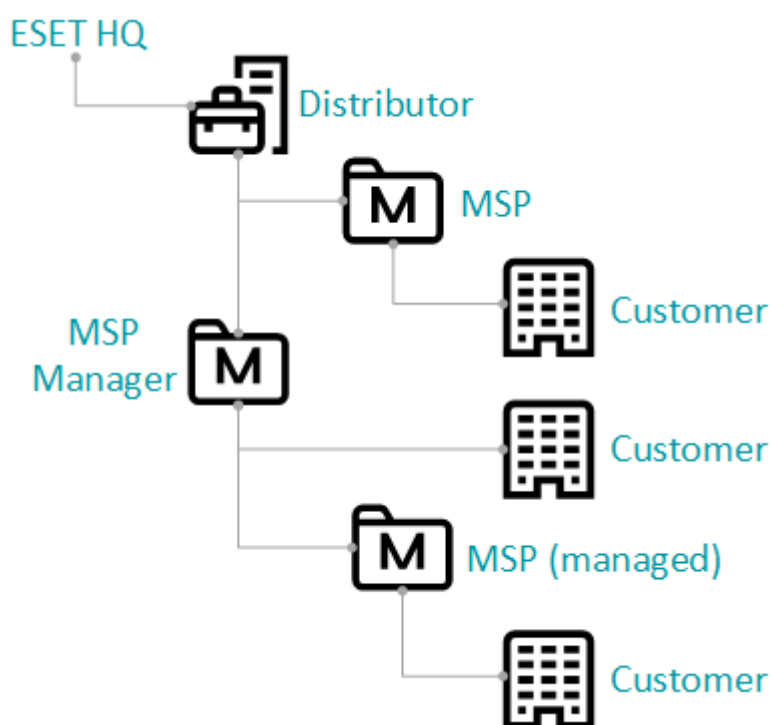 ESET HQ
Distributor
M
MSP
Customer
MSP
Manager
M
Customer
M
MSP (managed)
Customer